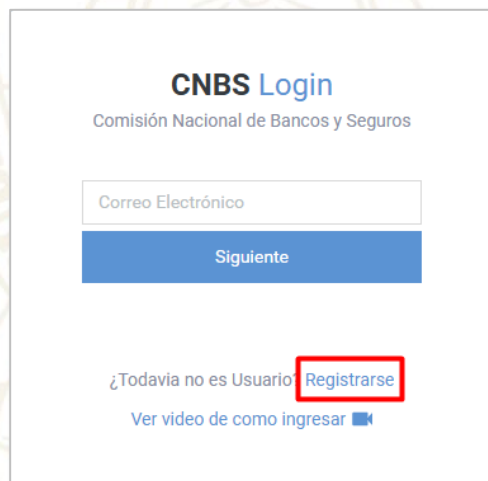 CNBS Login
Comisión Nacional de Bancos y Seguros
Correo Electrónico
Siguiente
¿Todavia no es Usuario? Registrarse
Ver video de como ingresar